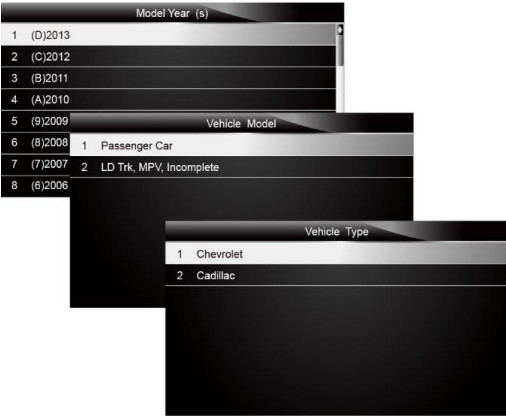 Model Year (s)
1 (D)2013
2 (C)2012
3 (B)2011
4 (A)2010
5 (9)2009
6 (8)2008
7 (7)2007
8 (6)2006
Vehicle Model
1 Passenger Car
2 LD Trk, MPV, Incomplete
Vehicle Type
1 Chevrolet
2 Cadillac